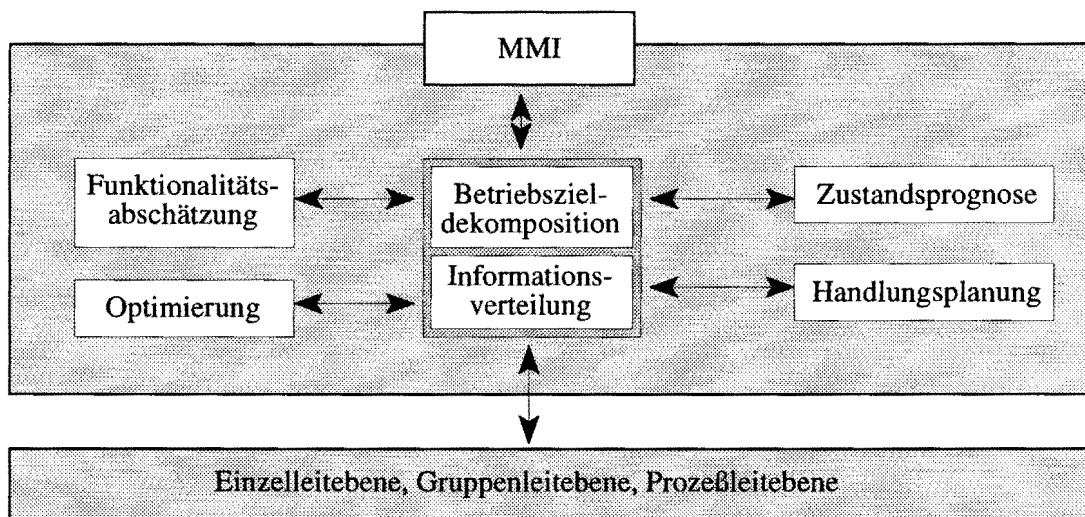 MMI
Funktionalitäts-
abschätzung
Betriebsziel-
dekomposition
Zustandsprognose
Optimierung
Informations-
verteilung
Handlungsplanung
Einzelleitebene, Gruppenleitebene, Prozeßleitebene